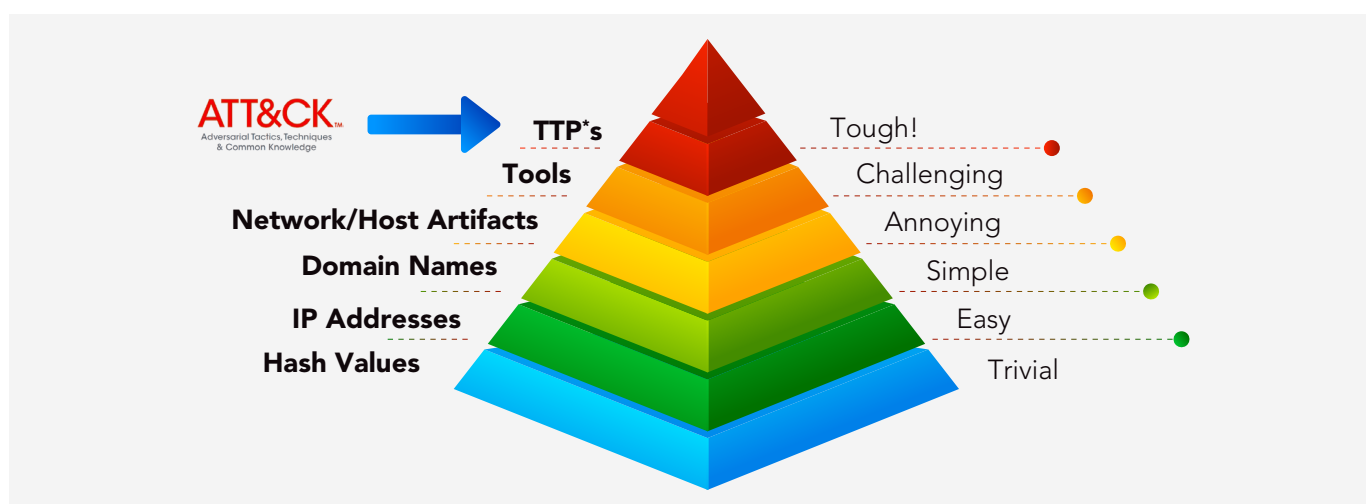 ATT&CK™
Adversarial Tactics, Techniques
& Common Knowledge
TTP*s
Tough!
Tools
Challenging
Network/Host Artifacts
Annoying
Domain Names
Simple
IP Addresses
Easy
Hash Values
Trivial